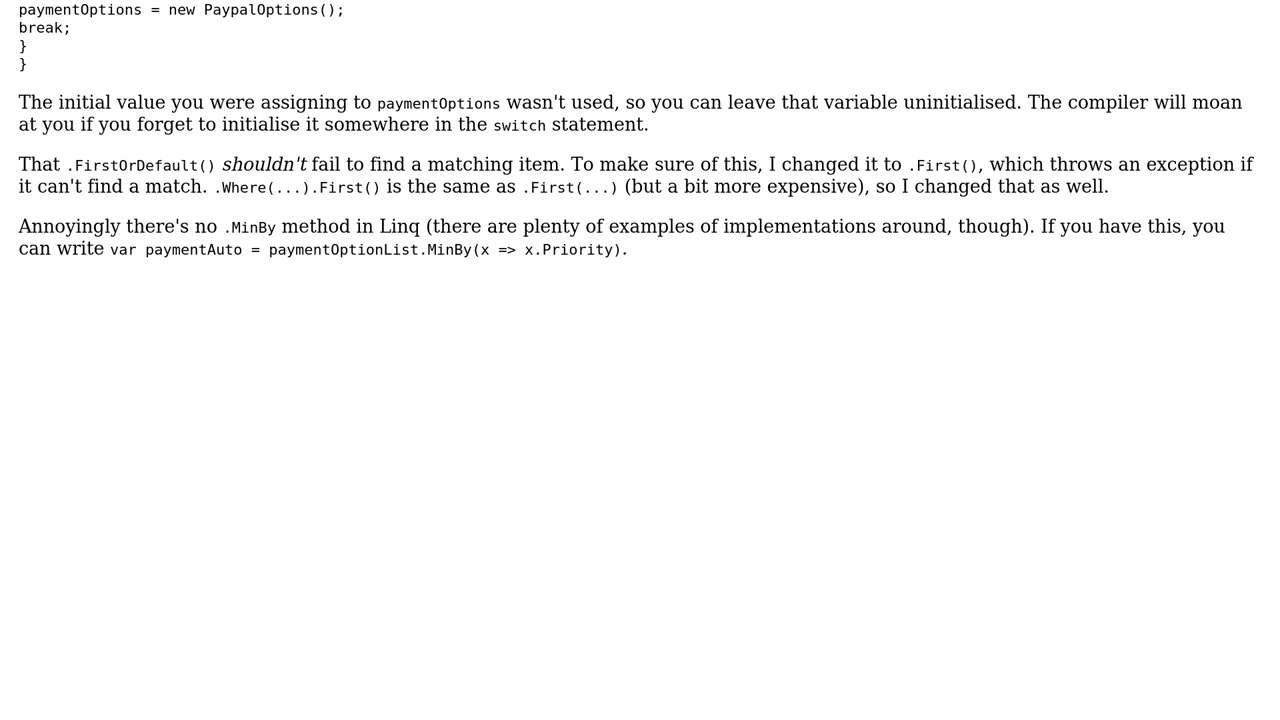 paymentOptions = new PaypalOptions();
break;
}
}
The initial value you were assigning to paymentOptions wasn't used, so you can leave that variable uninitialised. The compiler will moan
at you if you forget to initialise it somewhere in the switch statement.
That .FirstOrDefault() shouldn't fail to find a matching item. To make sure of this, I changed it to .First(), which throws an exception if
it can't find a match. .Where(...).First() is the same as .First(...) (but a bit more expensive), so I changed that as well.
Annoyingly there's no .MinBy method in Linq (there are plenty of examples of implementations around, though). If you have this, you
can write var paymentAuto = paymentOptionList.MinBy(x => x.Priority).